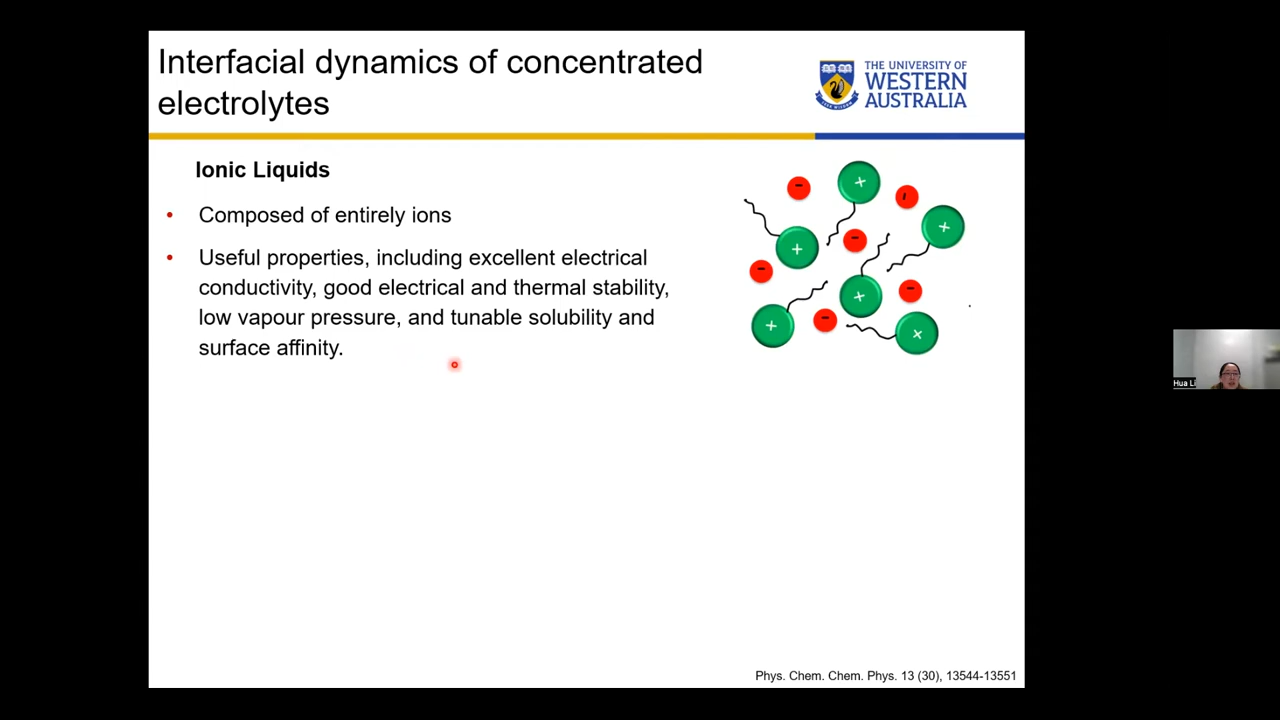 Interfacial dynamics of concentrated
electrolytes
THE UNIVERSITY OF
WESTERN
AUSTRALIA
Ionic Liquids
• Composed of entirely ions
• Useful properties, including excellent electrical
conductivity, good electrical and thermal stability,
low vapour pressure, and tunable solubility and
surface affinity.
Hua Li
Phys. Chem. Chem. Phys. 13 (30), 13544-13551